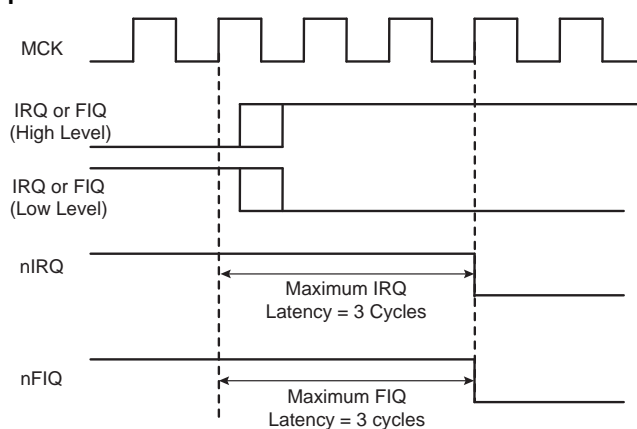 MCK
IRQ or FIQ
(High Level)
IRQ or FIQ
(Low Level)
nIRQ
Maximum IRQ
Latency = 3 Cycles
nFIQ
Maximum FIQ
Latency = 3 cycles